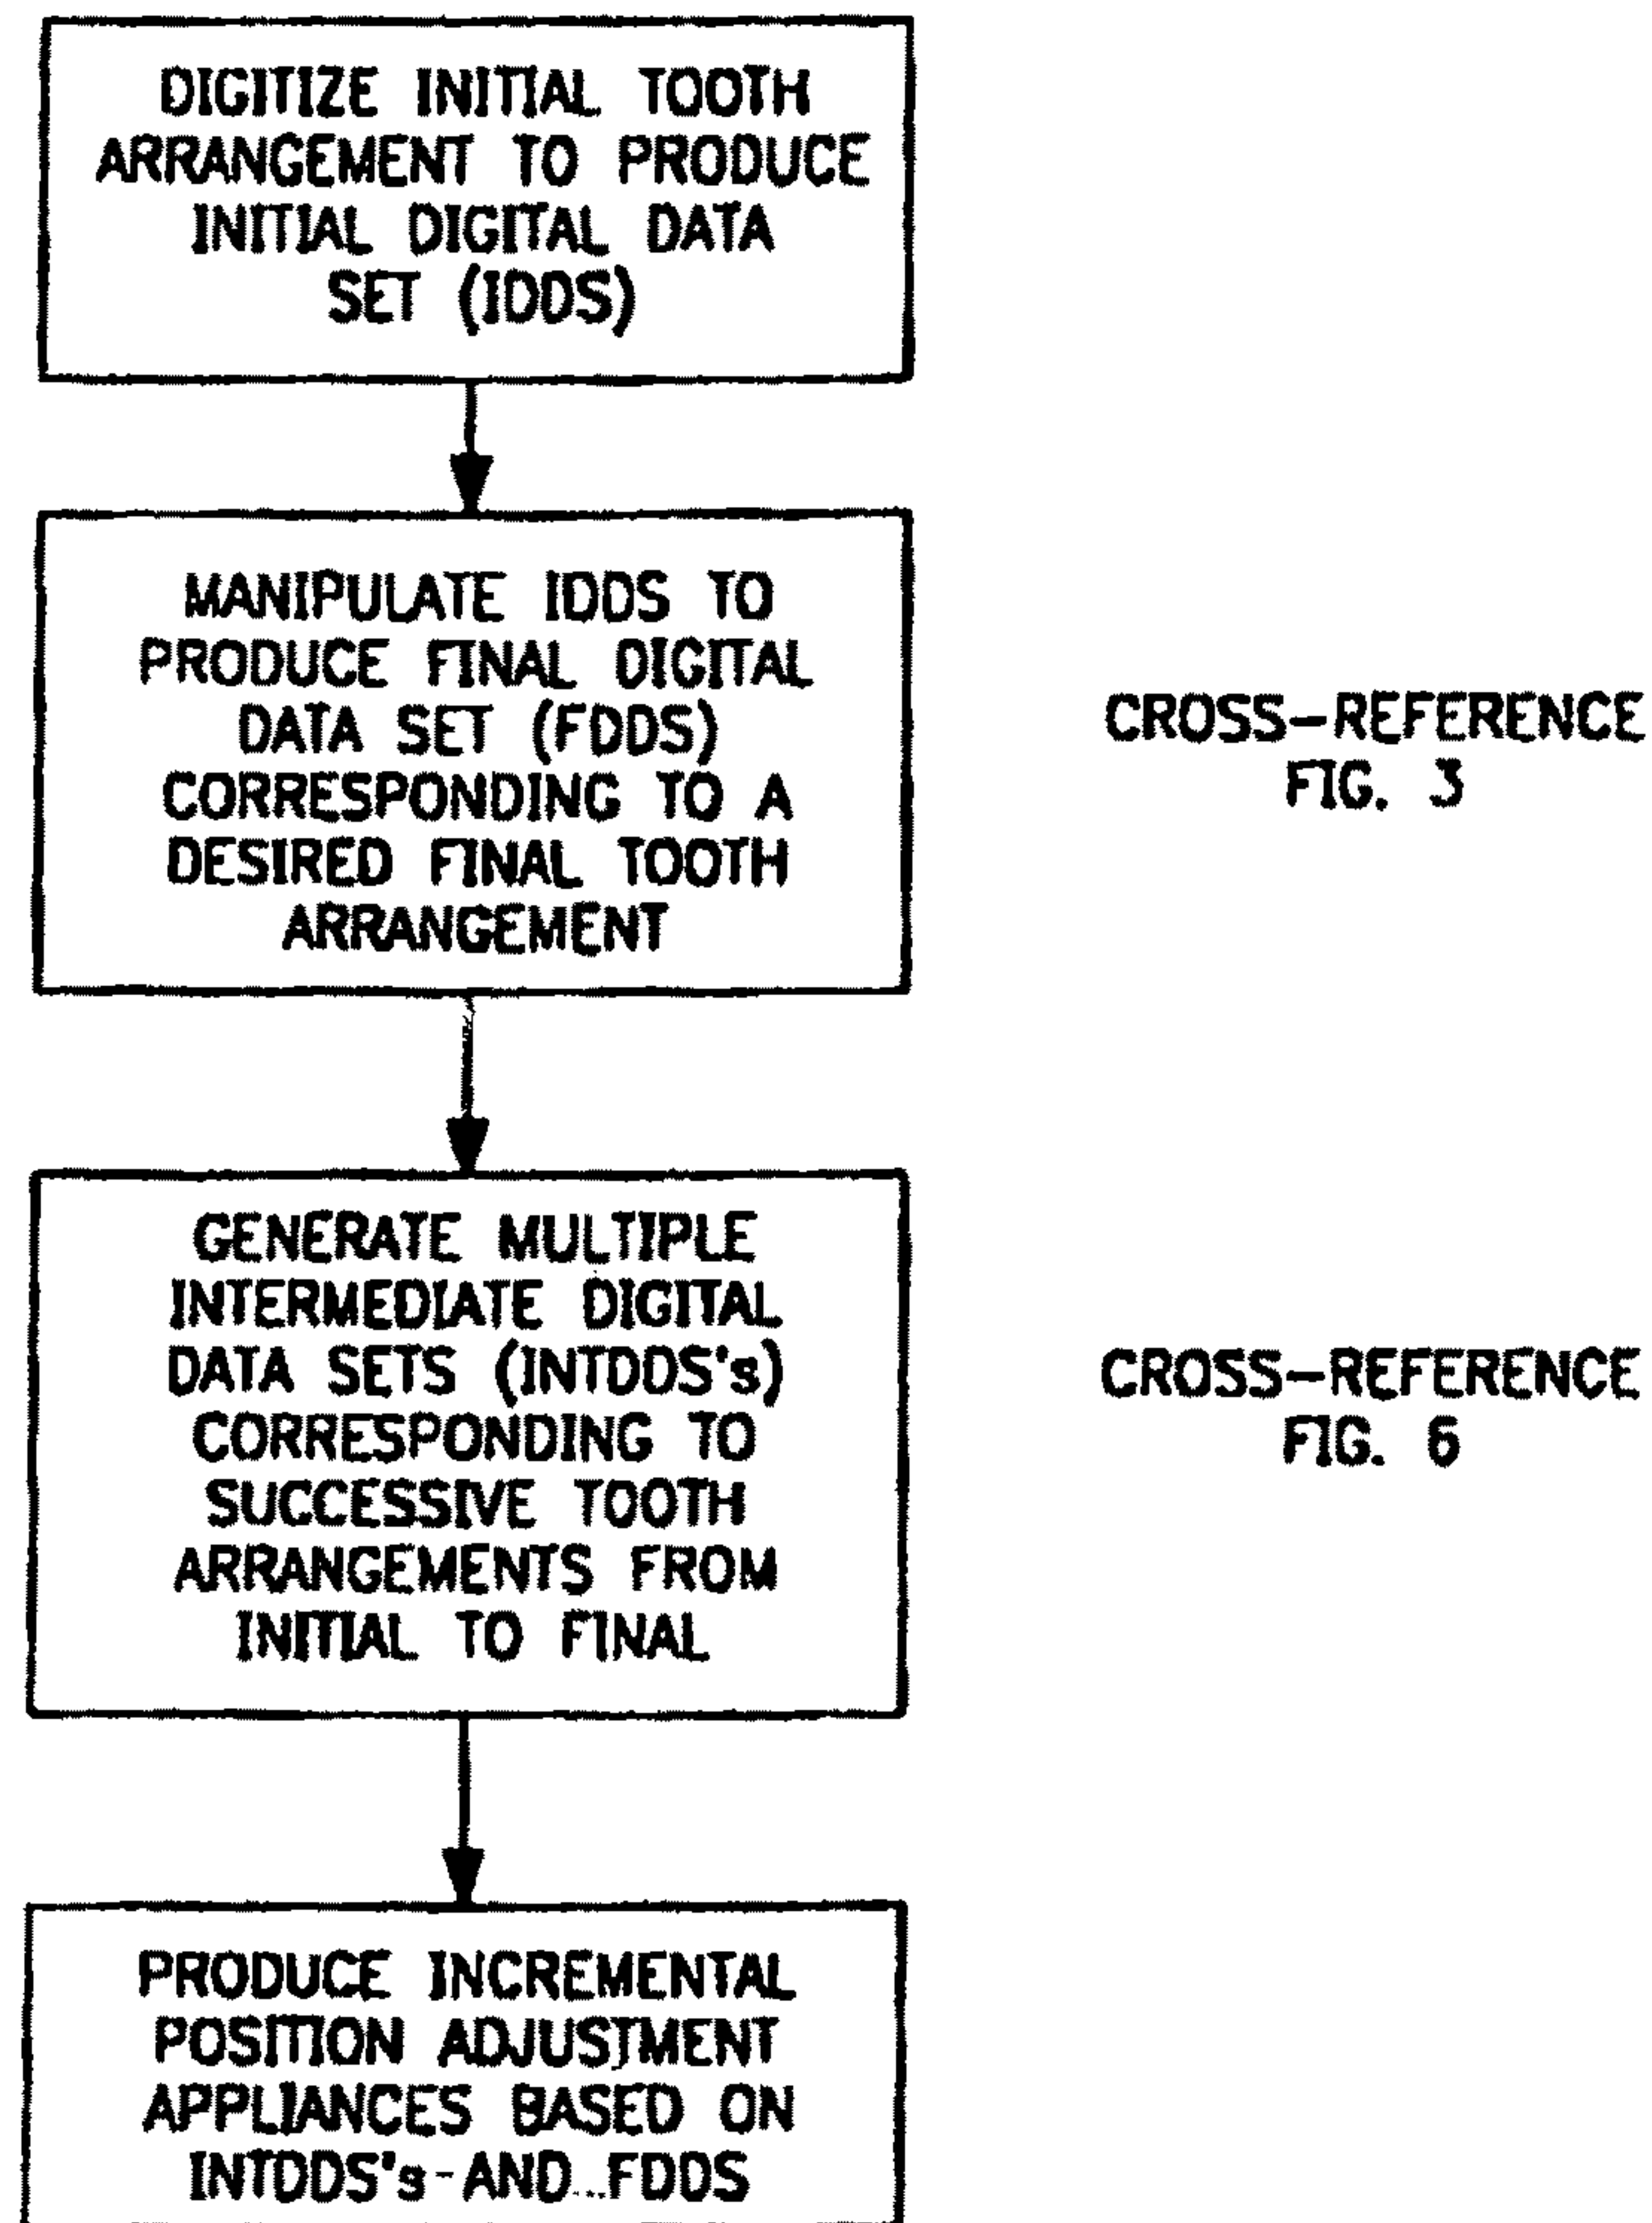 DIGITIZE INITIAL TOOTH
ARRANGEMENT TO PRODUCE
INITIAL DIGITAL DATA
SET (IDDS)
MANIPULATE IDDS TO
PRODUCE FINAL DIGITAL
DATA SET (FDDS)
CORRESPONDING TO A
DESIRED FINAL TOOTH
ARRANGEMENT
CROSS-REFERENCE
FIG. 3
GENERATE MULTIPLE
INTERMEDIATE DIGITAL
DATA SETS (INTDDS's)
CORRESPONDING TO
SUCCESSIVE TOOTH
ARRANGEMENTS FROM
INITIAL TO FINAL
CROSS-REFERENCE
FIG. 6
PRODUCE INCREMENTAL
POSITION ADJUSTMENT
APPLIANCES BASED ON
INTDDS's AND FDDS